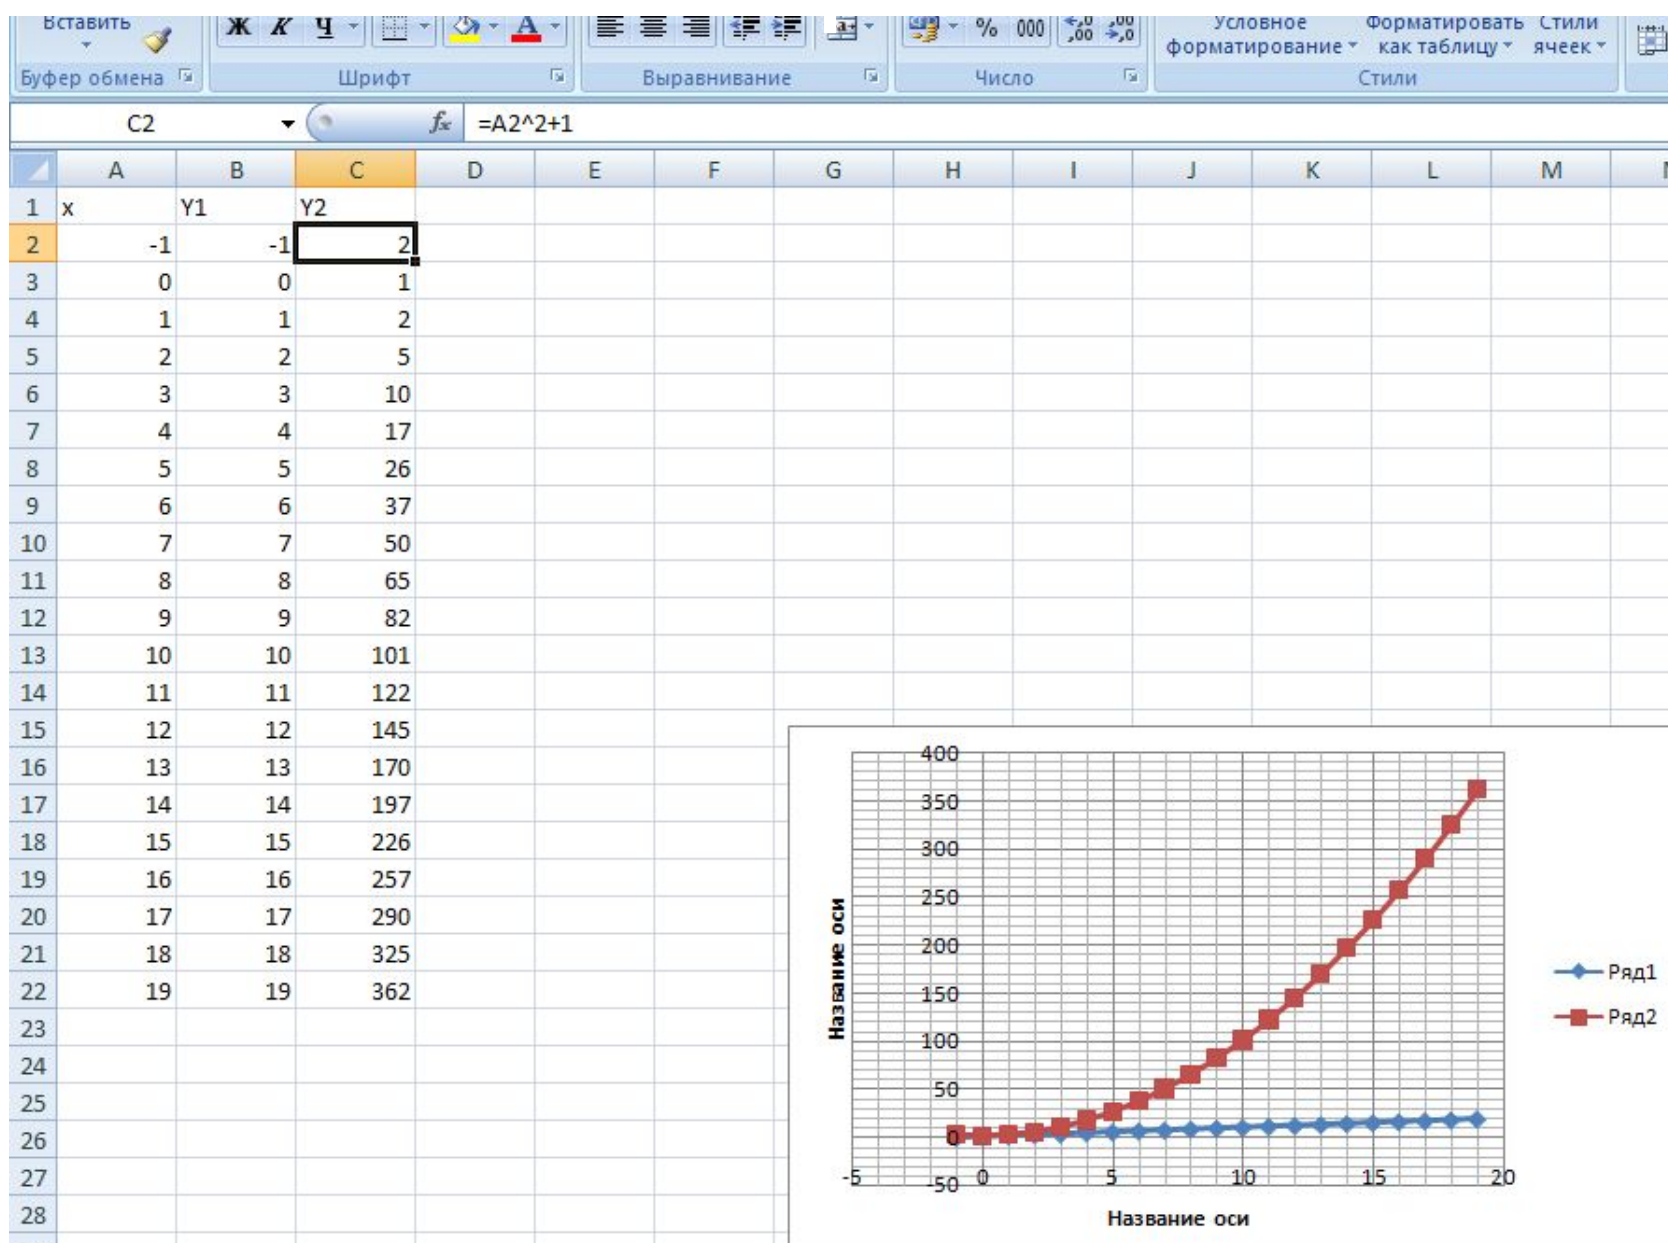 Вставить
Ж К Ч A
% 000
Условное Форматировать Стили
форматирование как таблицу ячеек
Буфер обмена Шрифт Выравнивание Число Стили
C2 fx =A2^2+1
A B C D E F G H I J K L M
1 x Y1 Y2
2 -1 -1 2
3 0 0 1
4 1 1 2
5 2 2 5
6 3 3 10
7 4 4 17
8 5 5 26
9 6 6 37
10 7 7 50
11 8 8 65
12 9 9 82
13 10 10 101
14 11 11 122
15 12 12 145
16 13 13 170
17 14 14 197
18 15 15 226
19 16 16 257
20 17 17 290
21 18 18 325
22 19 19 362
23
24
25
26
27
28
400
350
300
250
200
150
100
50
0
-50
-5 0 5 10 15 20
Название оси
Название оси
Ряд1
Ряд2